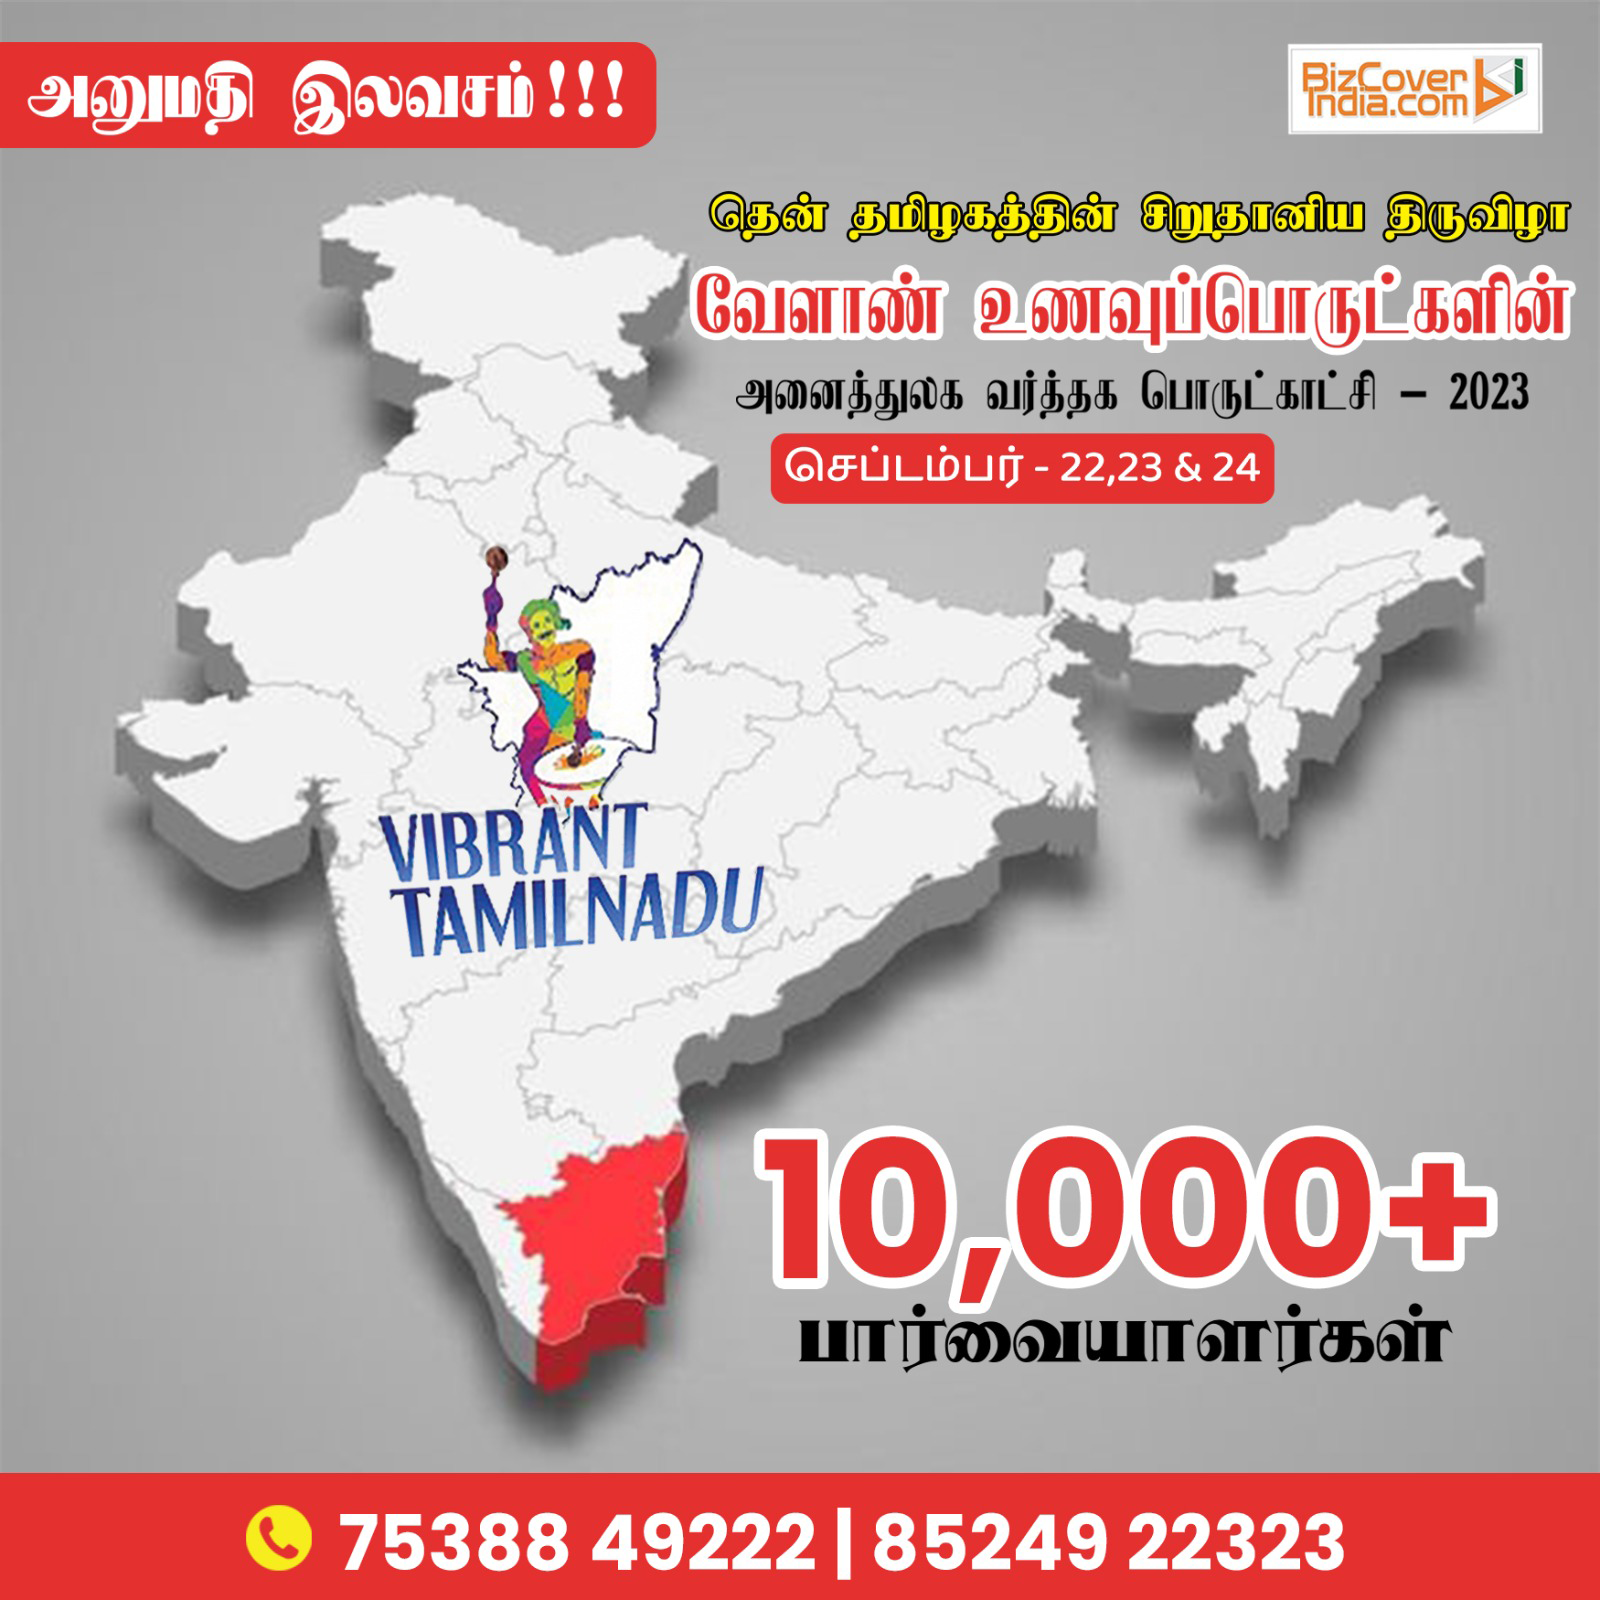 அனுமதி இலவசம்!!!
BizCover
India.com
தென் தமிழகத்தின் சிறுதானிய திருவிழா
வேளாண் உணவுப்பொருட்களின்
அனைத்துலக வர்த்தக பொருட்காட்சி – 2023
செப்டம்பர் - 22,23 & 24
VIBRANT
TAMILNADU
10,000+
பார்வையாளர்கள்
75388 49222 | 85249 22323